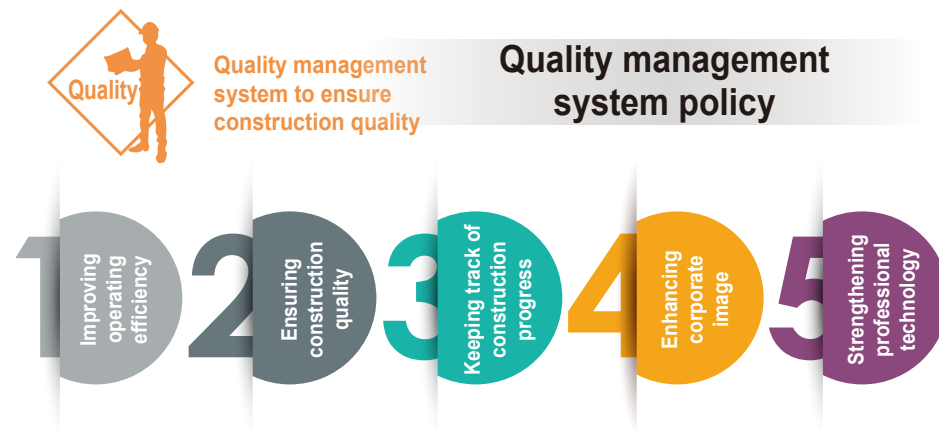 Quality
Quality management
system to ensure
construction quality
Quality management
system policy
1
Improving
operating
efficiency
2
Ensuring
construction
quality
3
Keeping track of
construction
progress
4
Enhancing
corporate
image
5
Strengthening
professional
technology